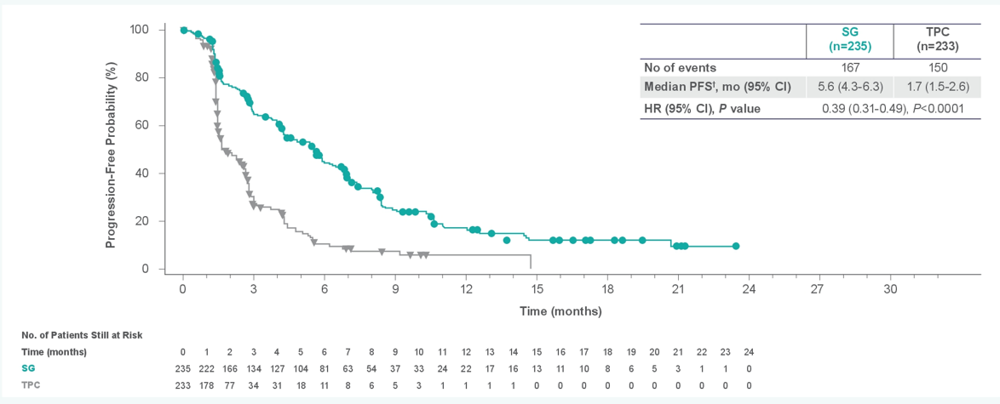 SG
(n=235)
TPC
(n=233)
No of events 167 150
Median PFS†, mo (95% CI) 5.6 (4.3-6.3) 1.7 (1.5-2.6)
HR (95% CI), P value 0.39 (0.31-0.49), P<0.0001
Progression-Free Probability (%)
100
80
60
40
20
0
0 3 6 9 12 15 18 21 24 27 30
Time (months)
No. of Patients Still at Risk
Time (months) 0 1 2 3 4 5 6 7 8 9 10 11 12 13 14 15 16 17 18 19 20 21 22 23 24
SG 235 222 166 134 127 104 81 63 54 37 33 24 22 17 16 13 11 10 8 6 5 3 1 1 0
TPC 233 178 77 34 31 18 11 8 6 5 3 1 1 1 1 0 0 0 0 0 0 0 0 0 0